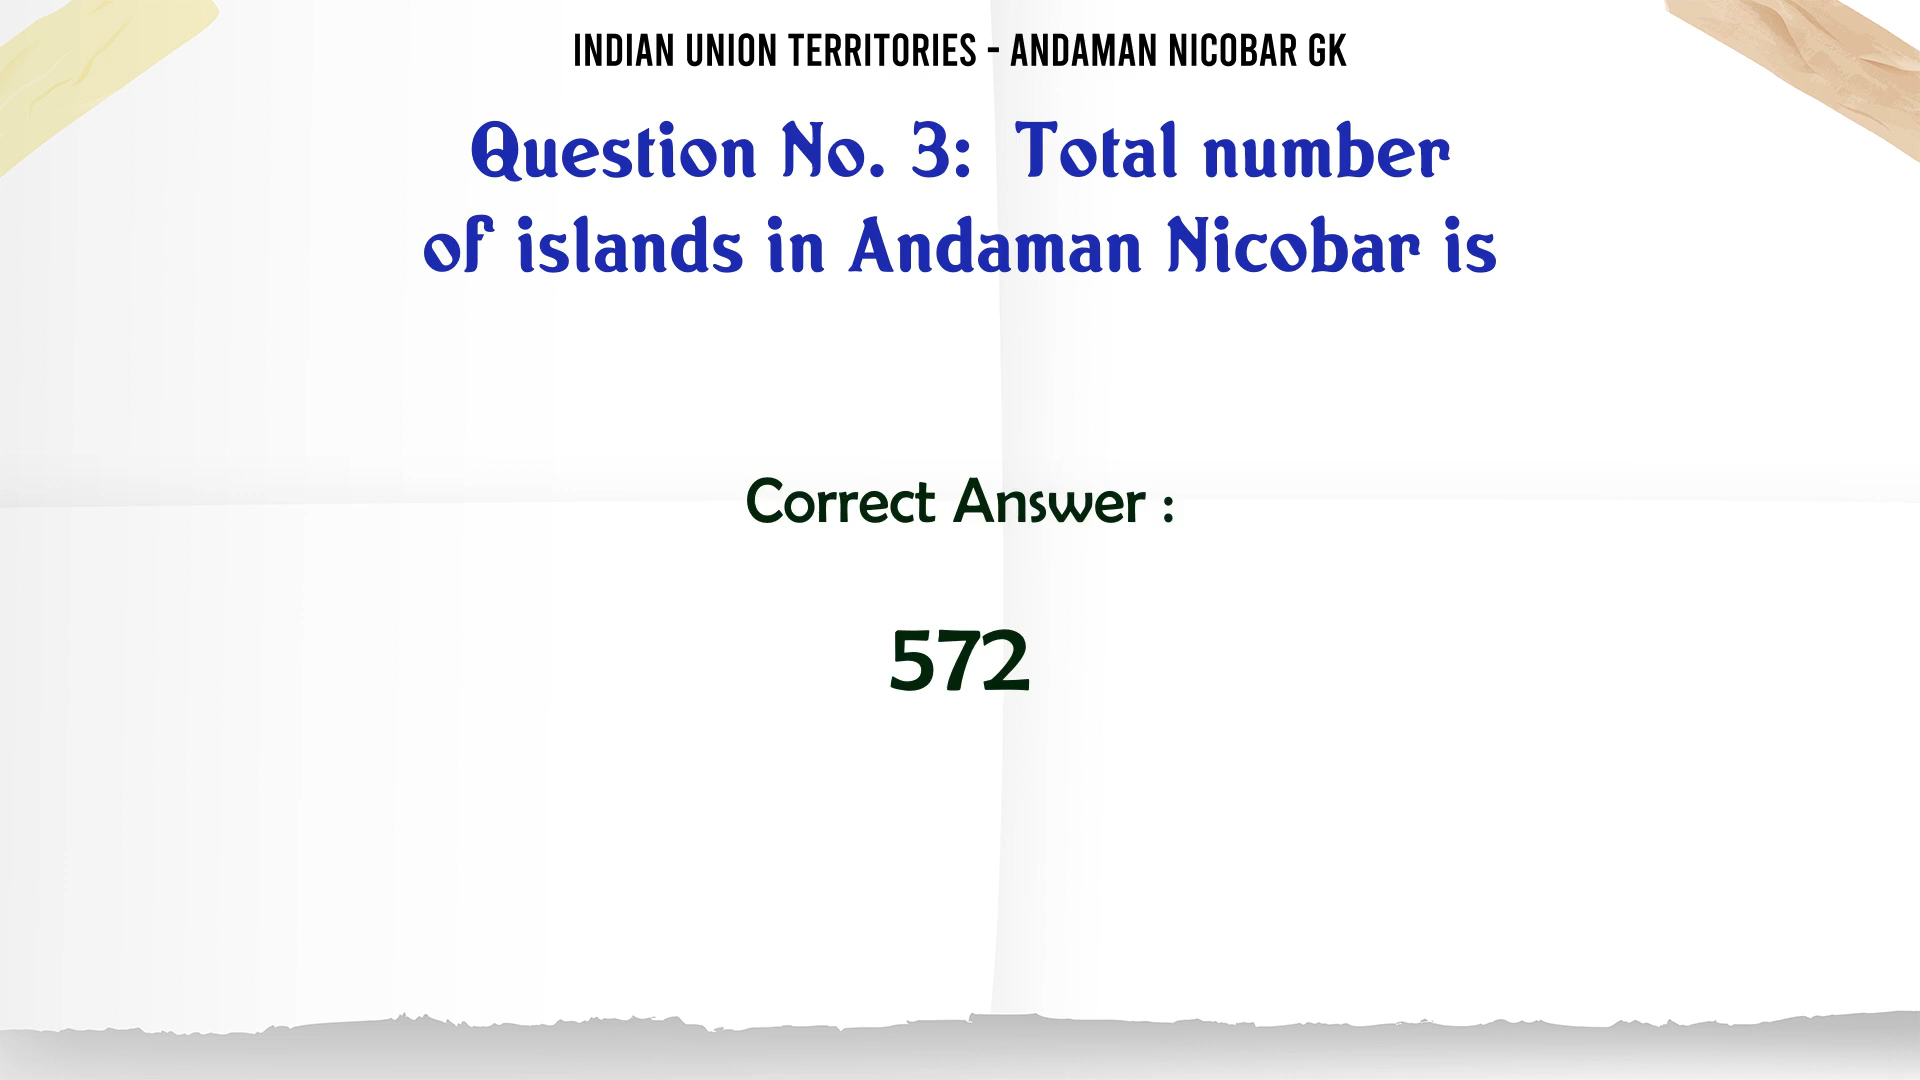 INDIAN UNION TERRITORIES - ANDAMAN NICOBAR GK
Question No. 3: Total number
of islands in Andaman Nicobar is
Correct Answer :
572